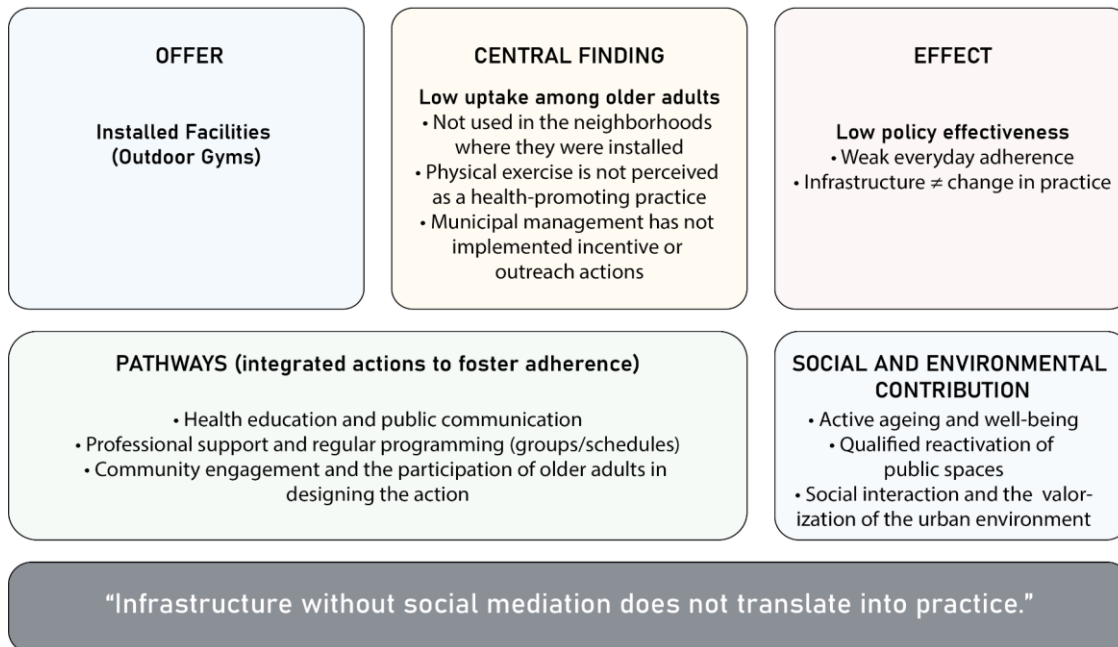 OFFER
Installed Facilities
(Outdoor Gyms)
CENTRAL FINDING
Low uptake among older adults
• Not used in the neighborhoods
where they were installed
• Physical exercise is not perceived
as a health-promoting practice
• Municipal management has not
implemented incentive or
outreach actions
EFFECT
Low policy effectiveness
• Weak everyday adherence
• Infrastructure ≠ change in practice
PATHWAYS (integrated actions to foster adherence)
• Health education and public communication
• Professional support and regular programming (groups/schedules)
• Community engagement and the participation of older adults in
designing the action
SOCIAL AND ENVIRONMENTAL
CONTRIBUTION
• Active ageing and well-being
• Qualified reactivation of
public spaces
• Social interaction and the valor-
ization of the urban environment
“Infrastructure without social mediation does not translate into practice.”